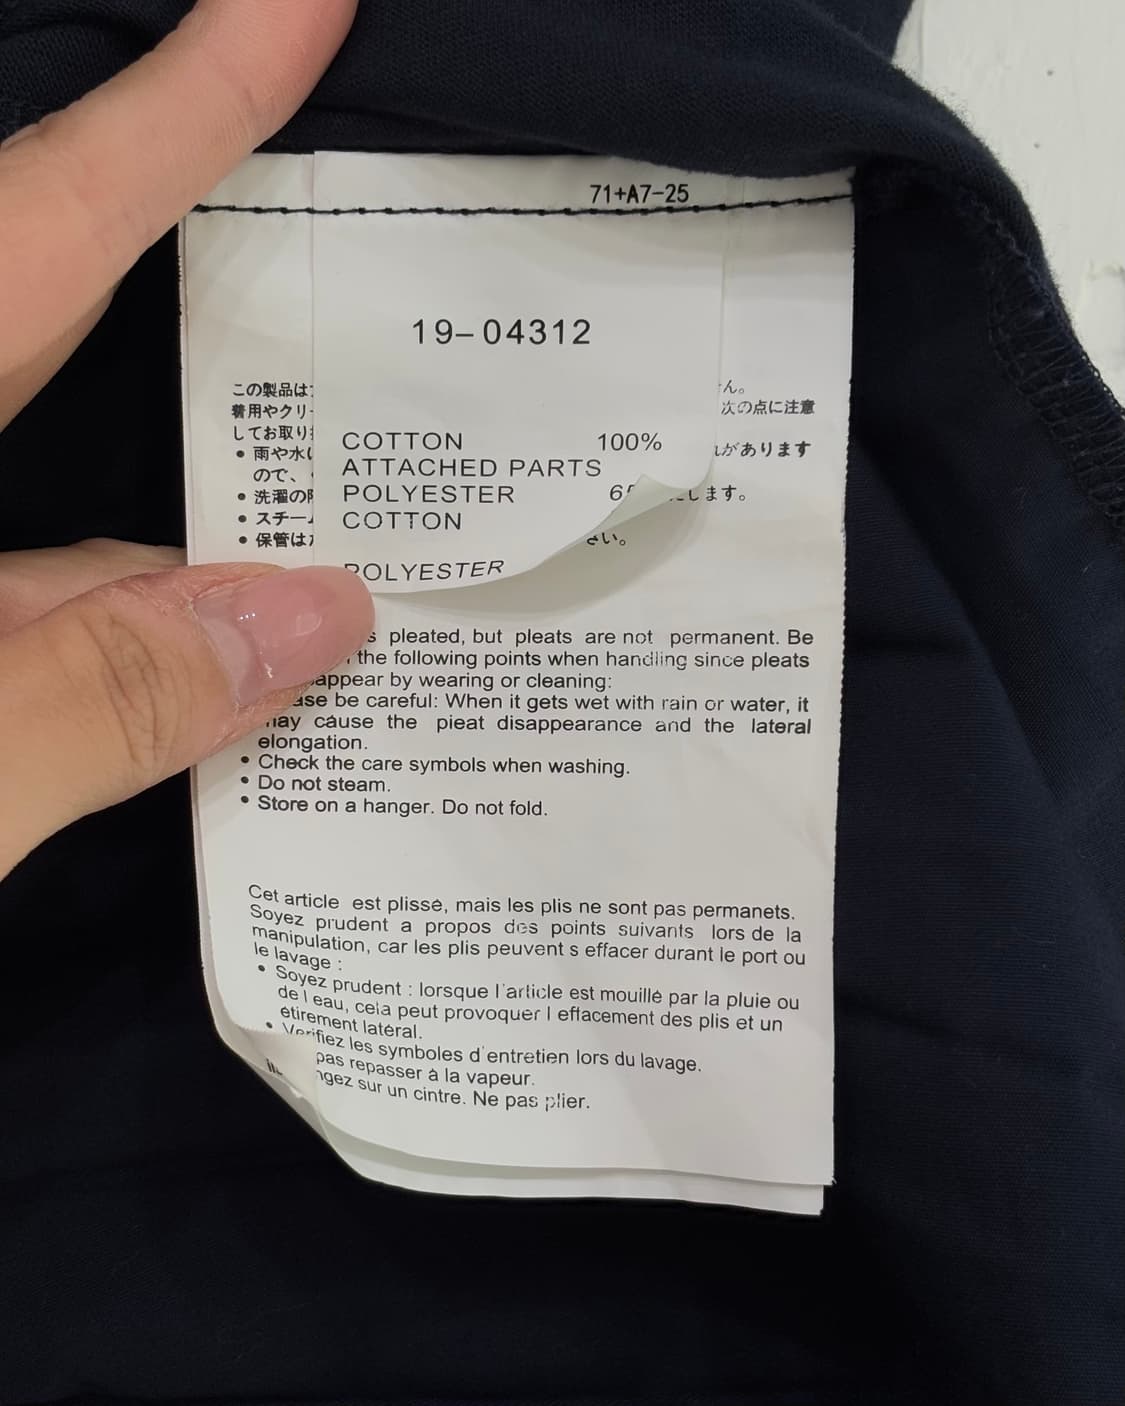 71+A7-25
19-04312
この製品は
ん。
着用やクリ
次の点に注意
してお取り
雨や水に
があります
ので、
洗濯の
します。
スチー
保管は
さい。
COTTON 100%
ATTACHED PARTS
POLYESTER 6
COTTON
POLYESTER
pleated, but pleats are not permanent. Be
the following points when handling since pleats
appear by wearing or cleaning:
be careful: When it gets wet with rain or water, it
may cause the pieat disappearance and the lateral
elongation.
• Check the care symbols when washing.
• Do not steam.
• Store on a hanger. Do not fold.
Cet article est plissé, mais les plis ne sont pas permanets.
Soyez prudent a propos des points suivants lors de la
manipulation, car les plis peuvent s effacer durant le port ou
le lavage :
• Soyez prudent : lorsque l'article est mouillé par la pluie ou
de l eau, cela peut provoquer l effacement des plis et un
etirement latéral.
• Verifiez les symboles d'entretien lors du lavage.
pas repasser à la vapeur.
ngez sur un cintre. Ne pas plier.